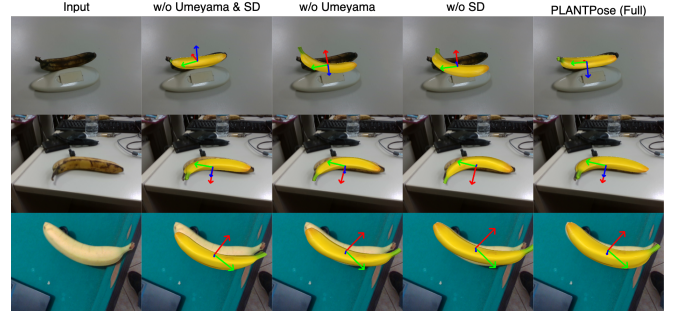 Input
w/o Umeyama & SD
w/o Umeyama
w/o SD
PLANTPose (Full)